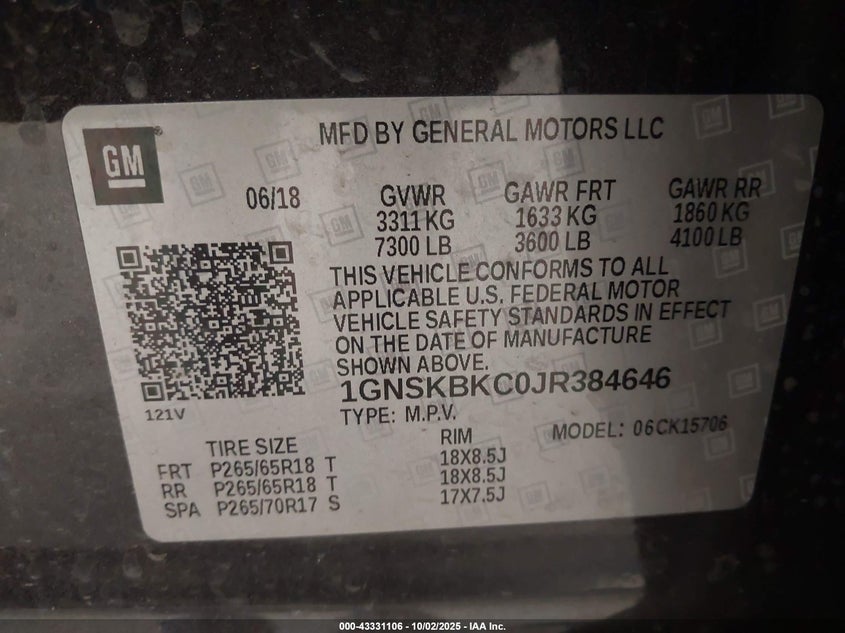 GM
MFD BY GENERAL MOTORS LLC
06/18
GVWR GAWR FRT GAWR RR
3311 KG 1633 KG 1860 KG
7300 LB 3600 LB 4100 LB
THIS VEHICLE CONFORMS TO ALL
APPLICABLE U.S. FEDERAL MOTOR
VEHICLE SAFETY STANDARDS IN EFFECT
ON THE DATE OF MANUFACTURE
SHOWN ABOVE.
1GNSKBKC0JR384646
TYPE: M.P.V.
121V
MODEL: 06CK15706
TIRE SIZE RIM
FRT P265/65R18 T 18X8.5J
RR P265/65R18 T 18X8.5J
SPA P265/70R17 S 17X7.5J
000-43331106 - 10/02/2025 - IAA Inc.